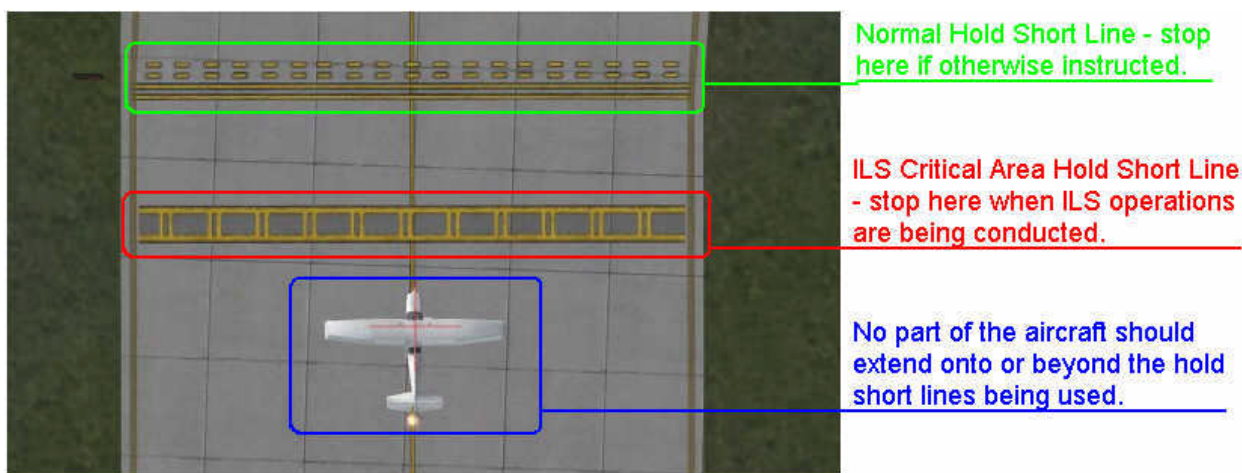 Normal Hold Short Line - stop
here if otherwise instructed.
ILS Critical Area Hold Short Line
- stop here when ILS operations
are being conducted.
No part of the aircraft should
extend onto or beyond the hold
short lines being used.